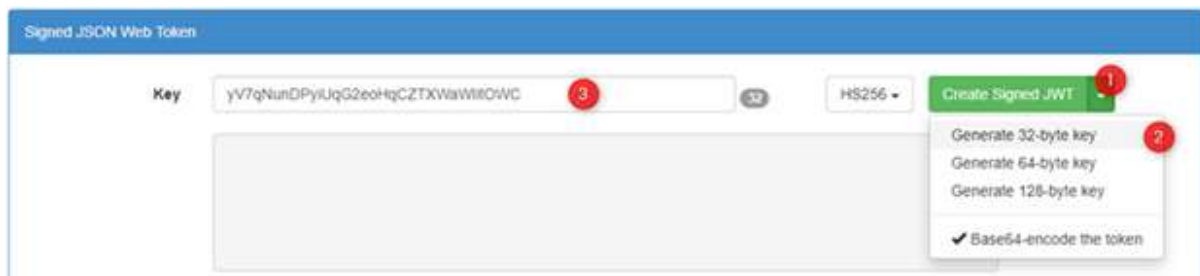 Signed JSON Web Token
Key
3
32
HS256
Create Signed JWT
1
Generate 32-byte key
2
Generate 64-byte key
Generate 128-byte key
Base64-encode the token